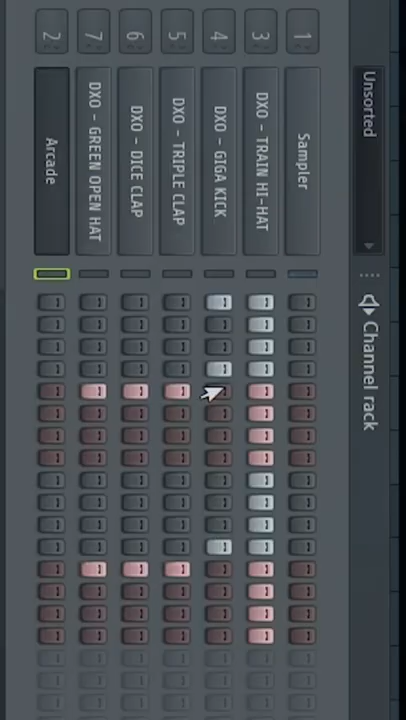 Unsorted
Channel rack
1
Sampler
3
DXO – TRAIN HI-HAT
4
DXO – GIGA KICK
5
DXO – TRIPLE CLAP
6
DXO – DICE CLAP
7
DXO – GREEN OPEN HAT
2
Arcade